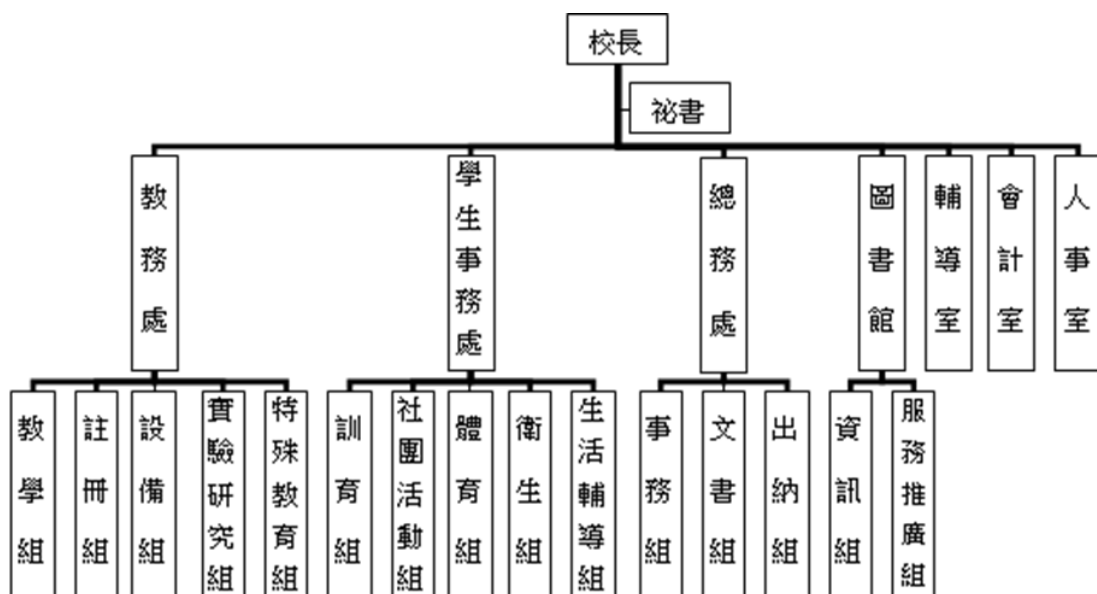 校長
祕書
教務處
學生事務處
總務處
圖書館
輔導室
會計室
人事室
教學組
註冊組
設備組
實驗研究組
特殊教育組
訓育組
社團活動組
體育組
衛生組
生活輔導組
事務組
文書組
出納組
資訊組
服務推廣組